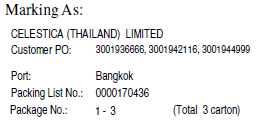 Marking As:
CELESTICA (THAILAND) LIMITED
Customer PO: 3001936666, 3001942116, 3001944999
Port: Bangkok
Packing List No.: 0000170436
Package No.: 1 - 3 (Total 3 carton)